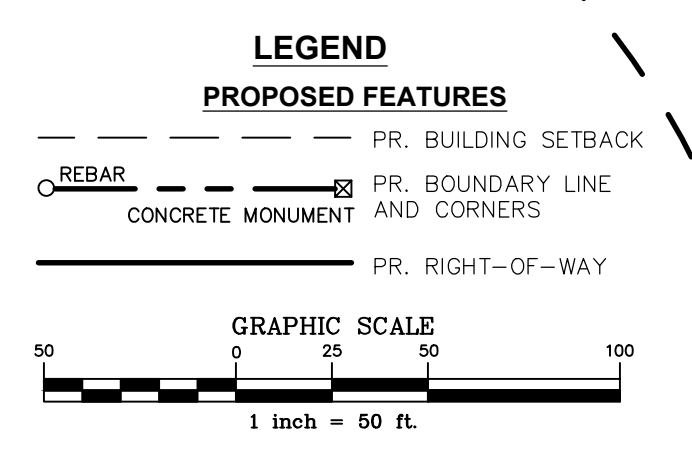 LEGEND
PROPOSED FEATURES
PR. BUILDING SETBACK
REBAR
CONCRETE MONUMENT
PR. BOUNDARY LINE
AND CORNERS
PR. RIGHT-OF-WAY
GRAPHIC SCALE
50 0 25 50 100
1 inch = 50 ft.